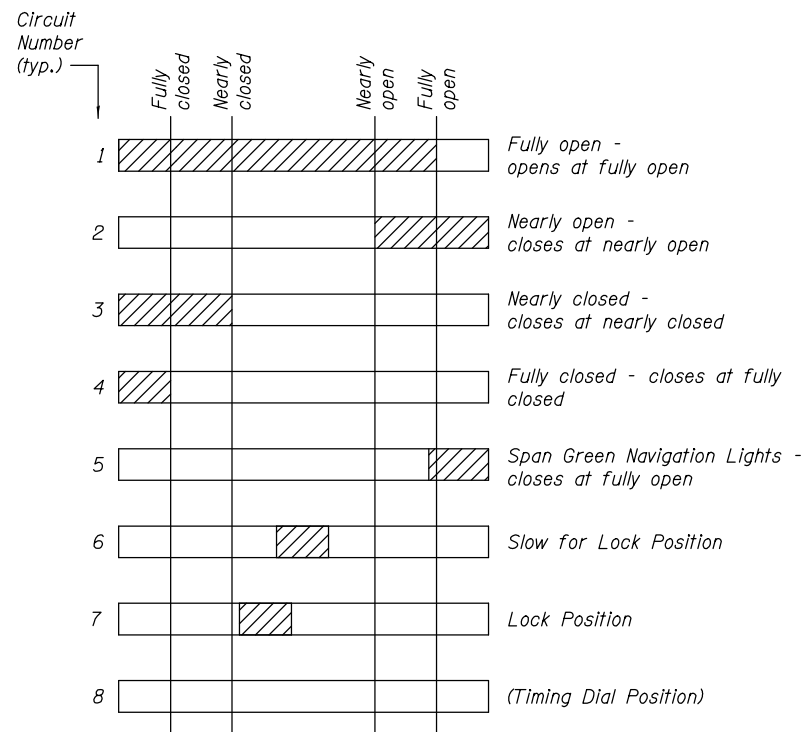 Circuit
Number
(typ.)
Fully
closed
Nearly
closed
Nearly
open
Fully
open
1
Fully open -
opens at fully open
2
Nearly open -
closes at nearly open
3
Nearly closed -
closes at nearly closed
4
Fully closed - closes at fully
closed
5
Span Green Navigation Lights -
closes at fully open
6
Slow for Lock Position
7
Lock Position
8
(Timing Dial Position)